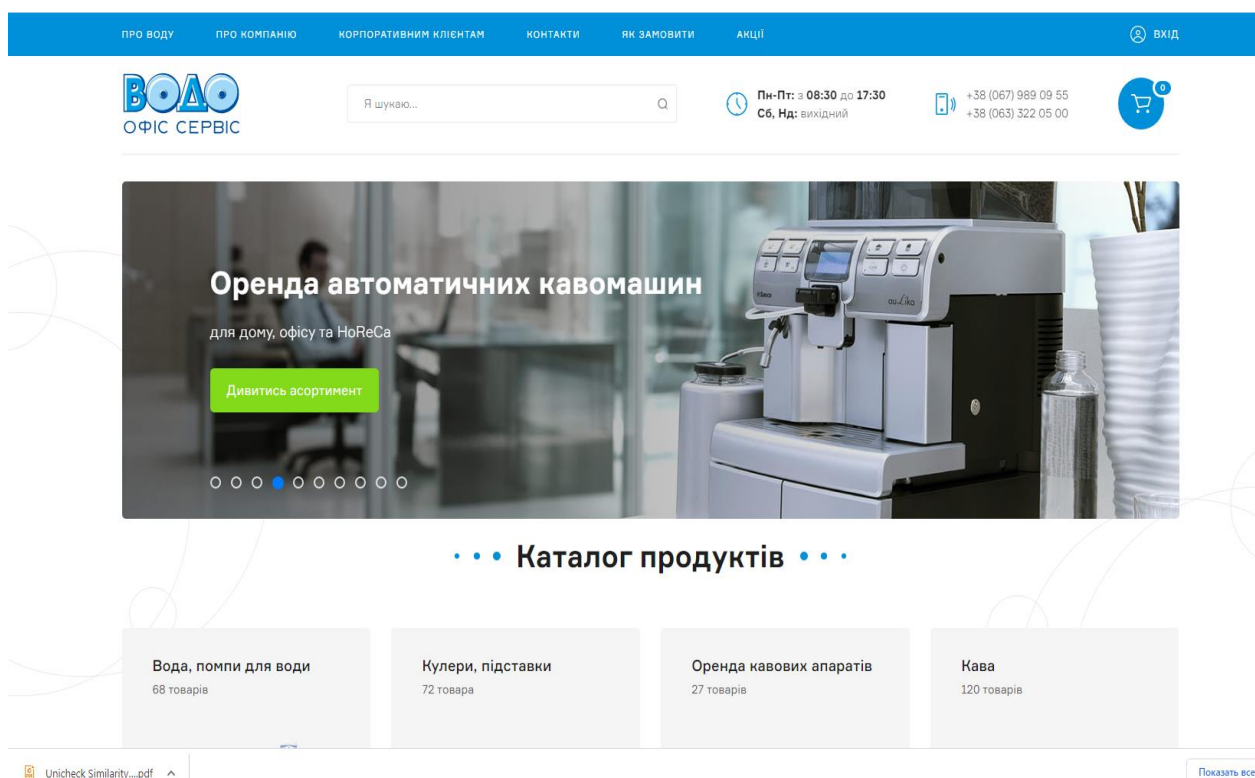 ПРО ВОДУ ПРО КОМПАНІЮ КОРПОРАТИВНИМ КЛІЄНТАМ КОНТАКТИ ЯК ЗАМОВИТИ АКЦІЇ ВХІД
ВОДО
ОФІС СЕРВІС
Я шукаю...
Пн-Пт: з 08:30 до 17:30
Сб, Нд: вихідний
+38 (067) 989 09 55
+38 (063) 322 05 00
0
Оренда автоматичних кавомашин
для дому, офісу та HoReCa
Дивитись асортимент
Saeco
Каталог продуктів
Вода, помпи для води
68 товарів
Кулери, підставки
72 товара
Оренда кавових апаратів
27 товарів
Кава
120 товарів
Unicheck Similarity....pdf
Показать все